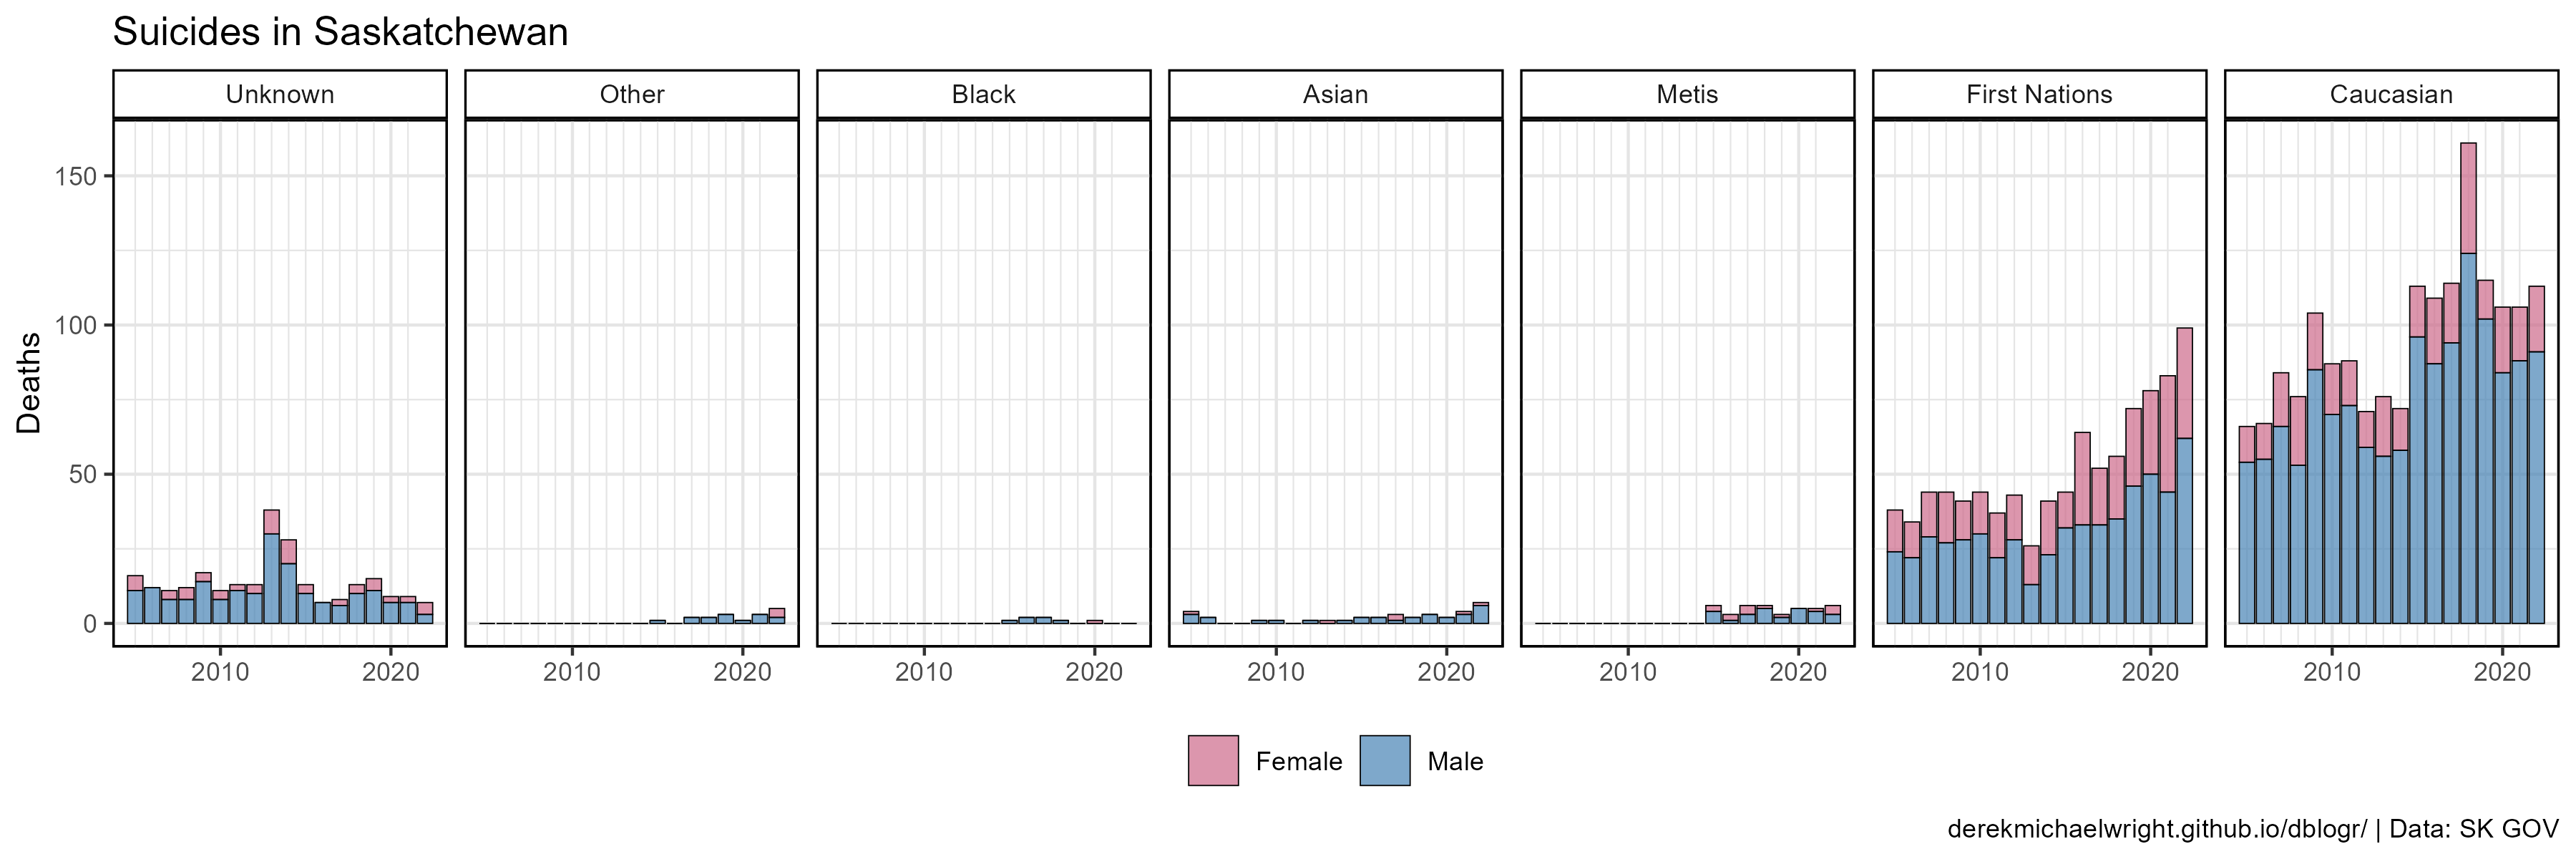 Suicides in Saskatchewan
Unknown Other Black Asian Metis First Nations Caucasian
Deaths
150
100
50
0
2010 2020 2010 2020 2010 2020 2010 2020 2010 2020 2010 2020 2010 2020
Female Male
derekmichaelwright.github.io/dblogr/ | Data: SK GOV